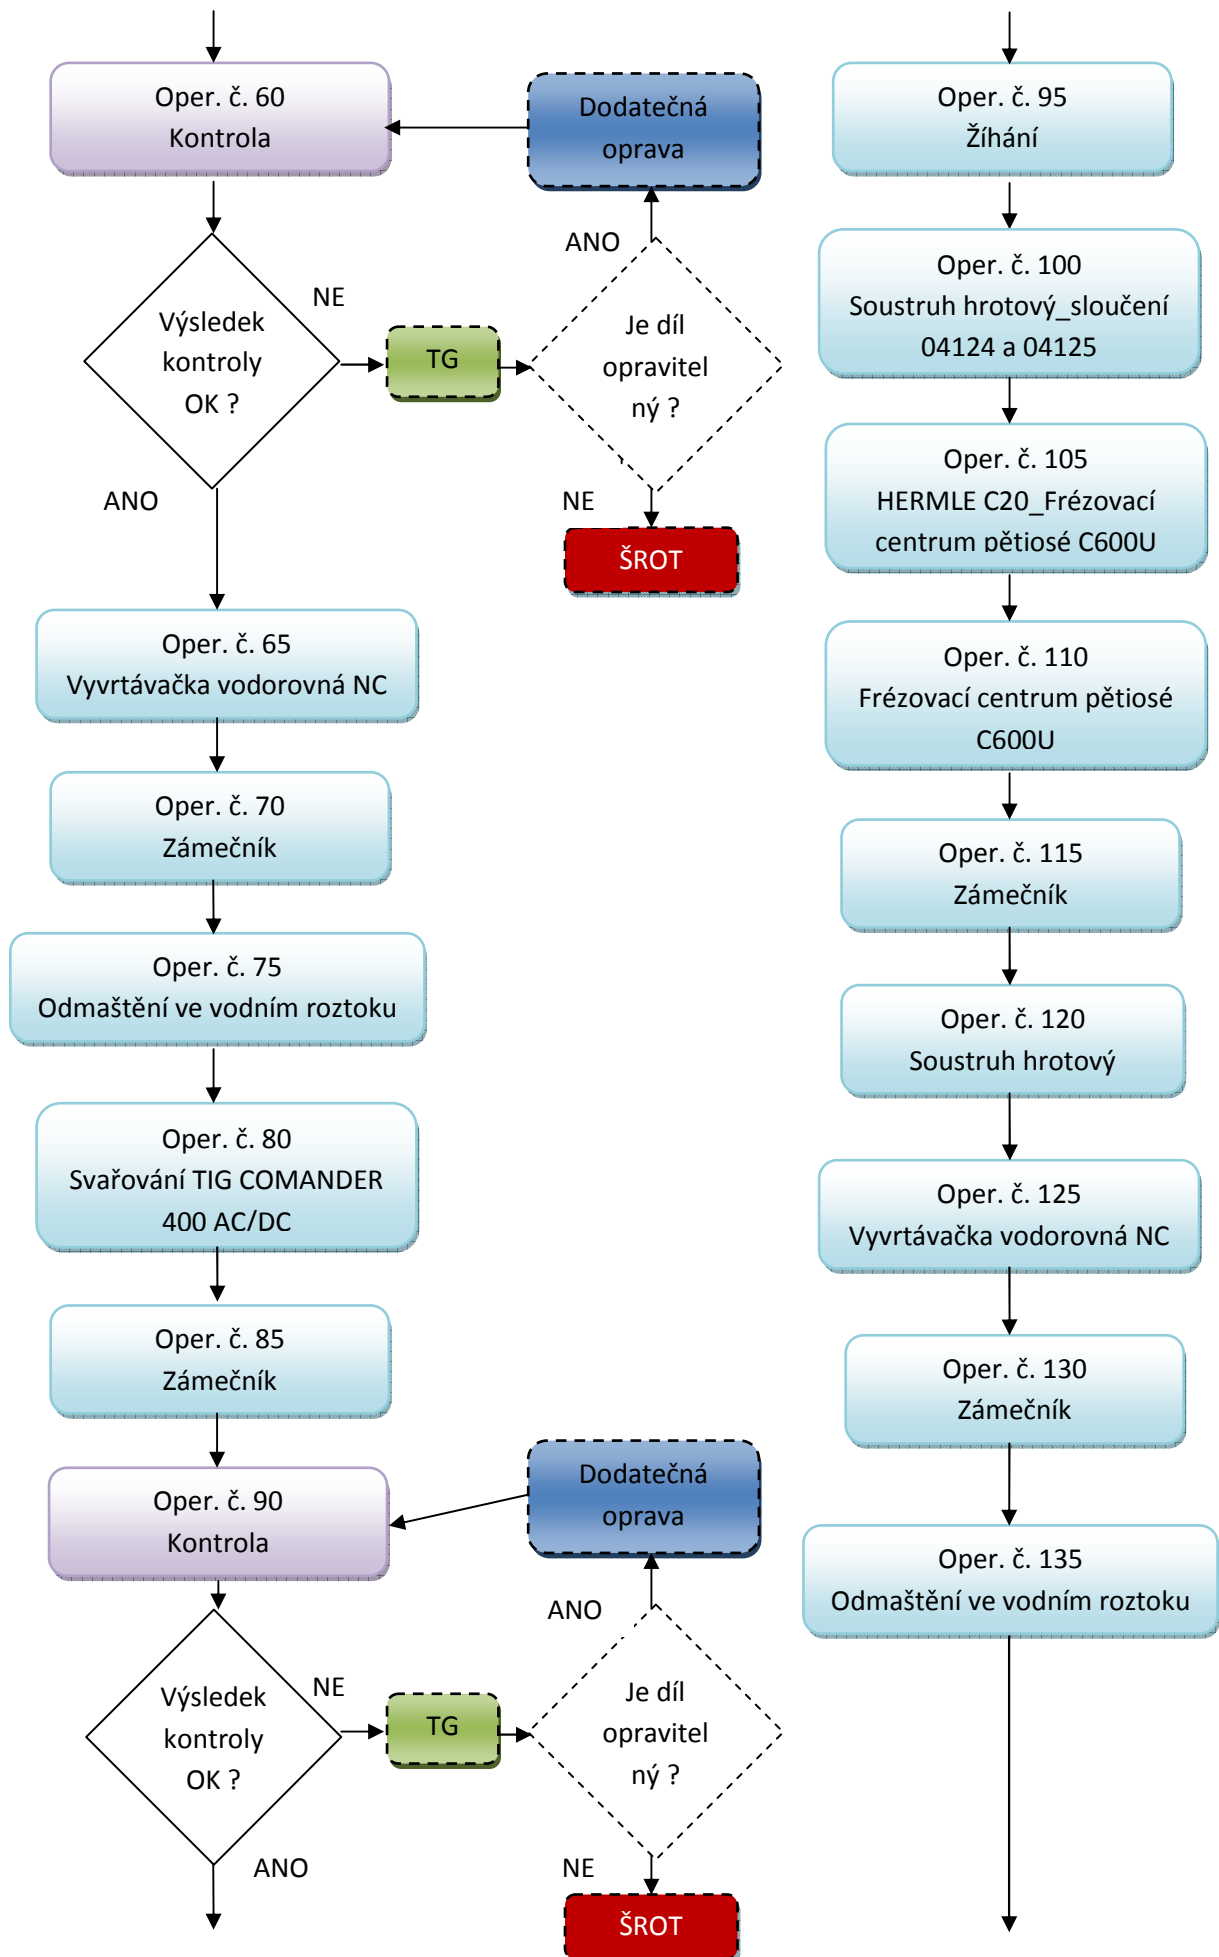 Oper. č. 60
Kontrola
Dodatečná
oprava
ANO
NE
Výsledek
kontroly
OK ?
TG
Je díl
opravitel
ný ?
ANO
NE
ŠROT
Oper. č. 65
Vyvrtávačka vodorovná NC
Oper. č. 70
Zámečník
Oper. č. 75
Odmaštění ve vodním roztoku
Oper. č. 80
Svařování TIG COMANDER
400 AC/DC
Oper. č. 85
Zámečník
Oper. č. 90
Kontrola
Dodatečná
oprava
ANO
NE
Výsledek
kontroly
OK ?
TG
Je díl
opravitel
ný ?
ANO
NE
ŠROT
Oper. č. 95
Žíhání
Oper. č. 100
Soustruh hrotový_sloučení
04124 a 04125
Oper. č. 105
HERMLE C20_Frézovací
centrum pětiosé C600U
Oper. č. 110
Frézovací centrum pětiosé
C600U
Oper. č. 115
Zámečník
Oper. č. 120
Soustruh hrotový
Oper. č. 125
Vyvrtávačka vodorovná NC
Oper. č. 130
Zámečník
Oper. č. 135
Odmaštění ve vodním roztoku